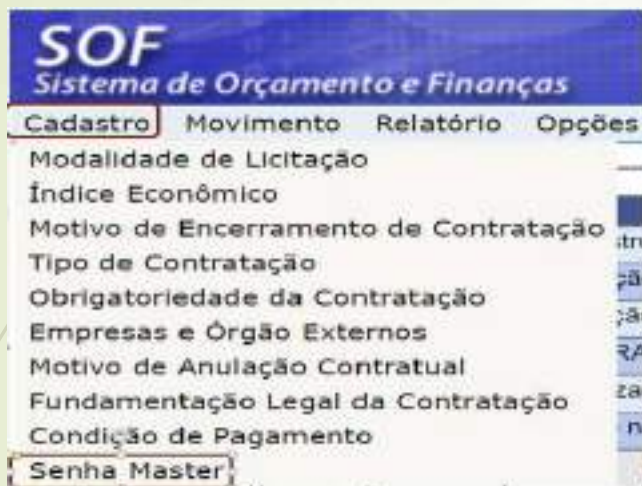 SOF
Sistema de Orçamento e Finanças
Cadastro Movimento Relatório Opções
Modalidade de Licitação
Índice Econômico
Motivo de Encerramento de Contratação
Tipo de Contratação
Obrigatoriedade da Contratação
Empresas e Órgão Externos
Motivo de Anulação Contratual
Fundamentação Legal da Contratação
Condição de Pagamento
Senha Master